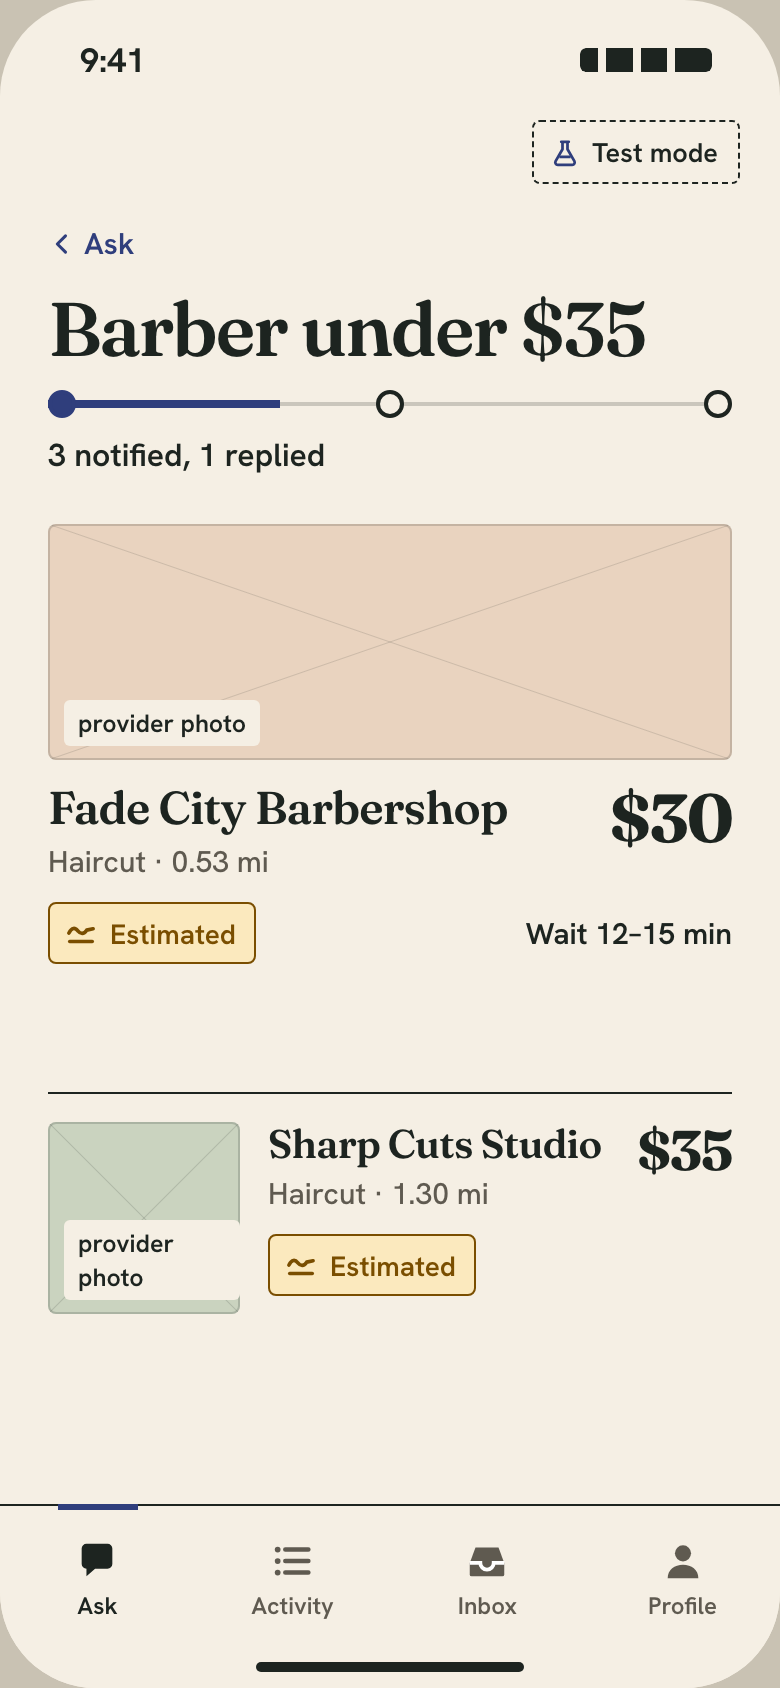 9:41
Test mode
Ask
Barber under $35
3 notified, 1 replied
provider photo
Fade City Barbershop
$30
Haircut · 0.53 mi
Estimated
Wait 12–15 min
Sharp Cuts Studio
$35
Haircut · 1.30 mi
provider
photo
Estimated
Ask
Activity
Inbox
Profile